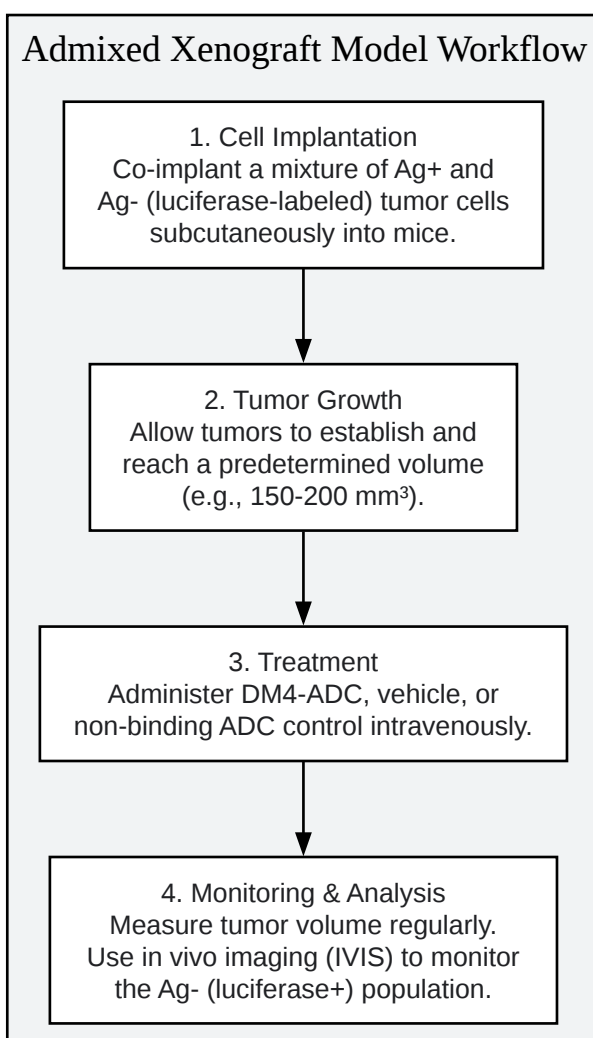 Admixed Xenograft Model Workflow
1. Cell Implantation
Co-implant a mixture of Ag+ and
Ag- (luciferase-labeled) tumor cells
subcutaneously into mice.
2. Tumor Growth
Allow tumors to establish and
reach a predetermined volume
(e.g., 150-200 mm³).
3. Treatment
Administer DM4-ADC, vehicle, or
non-binding ADC control intravenously.
4. Monitoring & Analysis
Measure tumor volume regularly.
Use in vivo imaging (IVIS) to monitor
the Ag- (luciferase+) population.